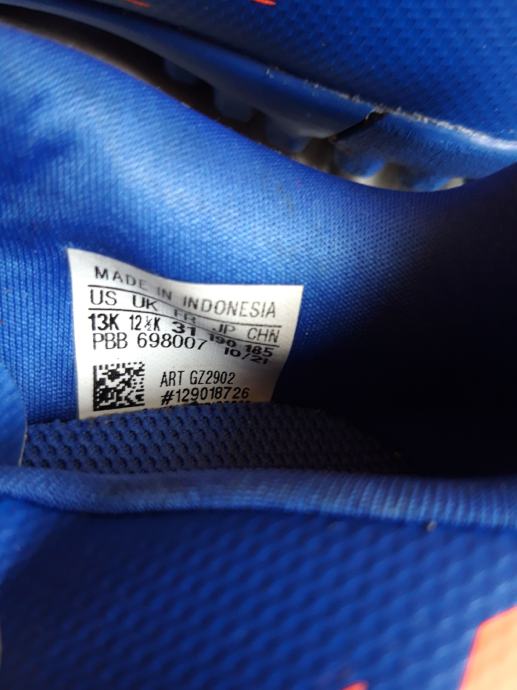 MADE IN INDONESIA
US UK FR JP CHN
13K 12½K 31 190 185
PBB 698007 10/21
ART GZ2902
#129018726